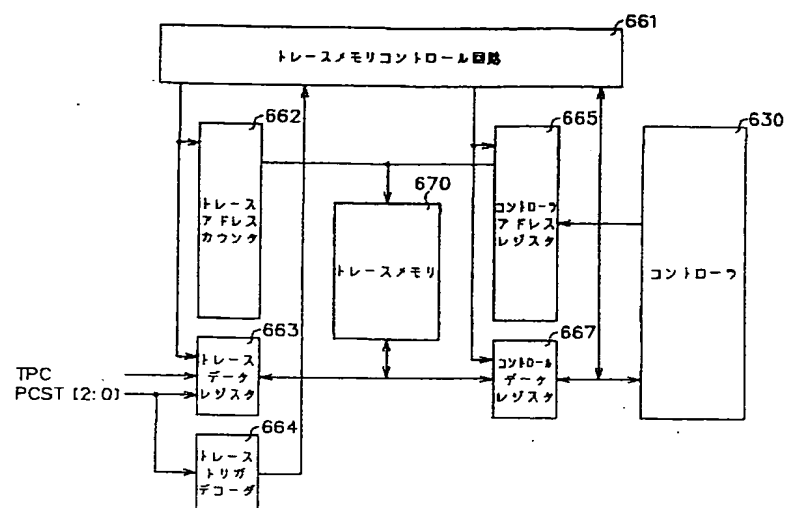 661
トレースメモリコントロール回路
662
665
630
トレース
アドレス
カウンタ
670
コントローラ
アドレス
レジスタ
トレースメモリ
コントローラ
663
667
トレース
データ
レジスタ
コントロール
データ
レジスタ
TPC
PCST [2:0]
664
トレース
トリガ
デコーダ